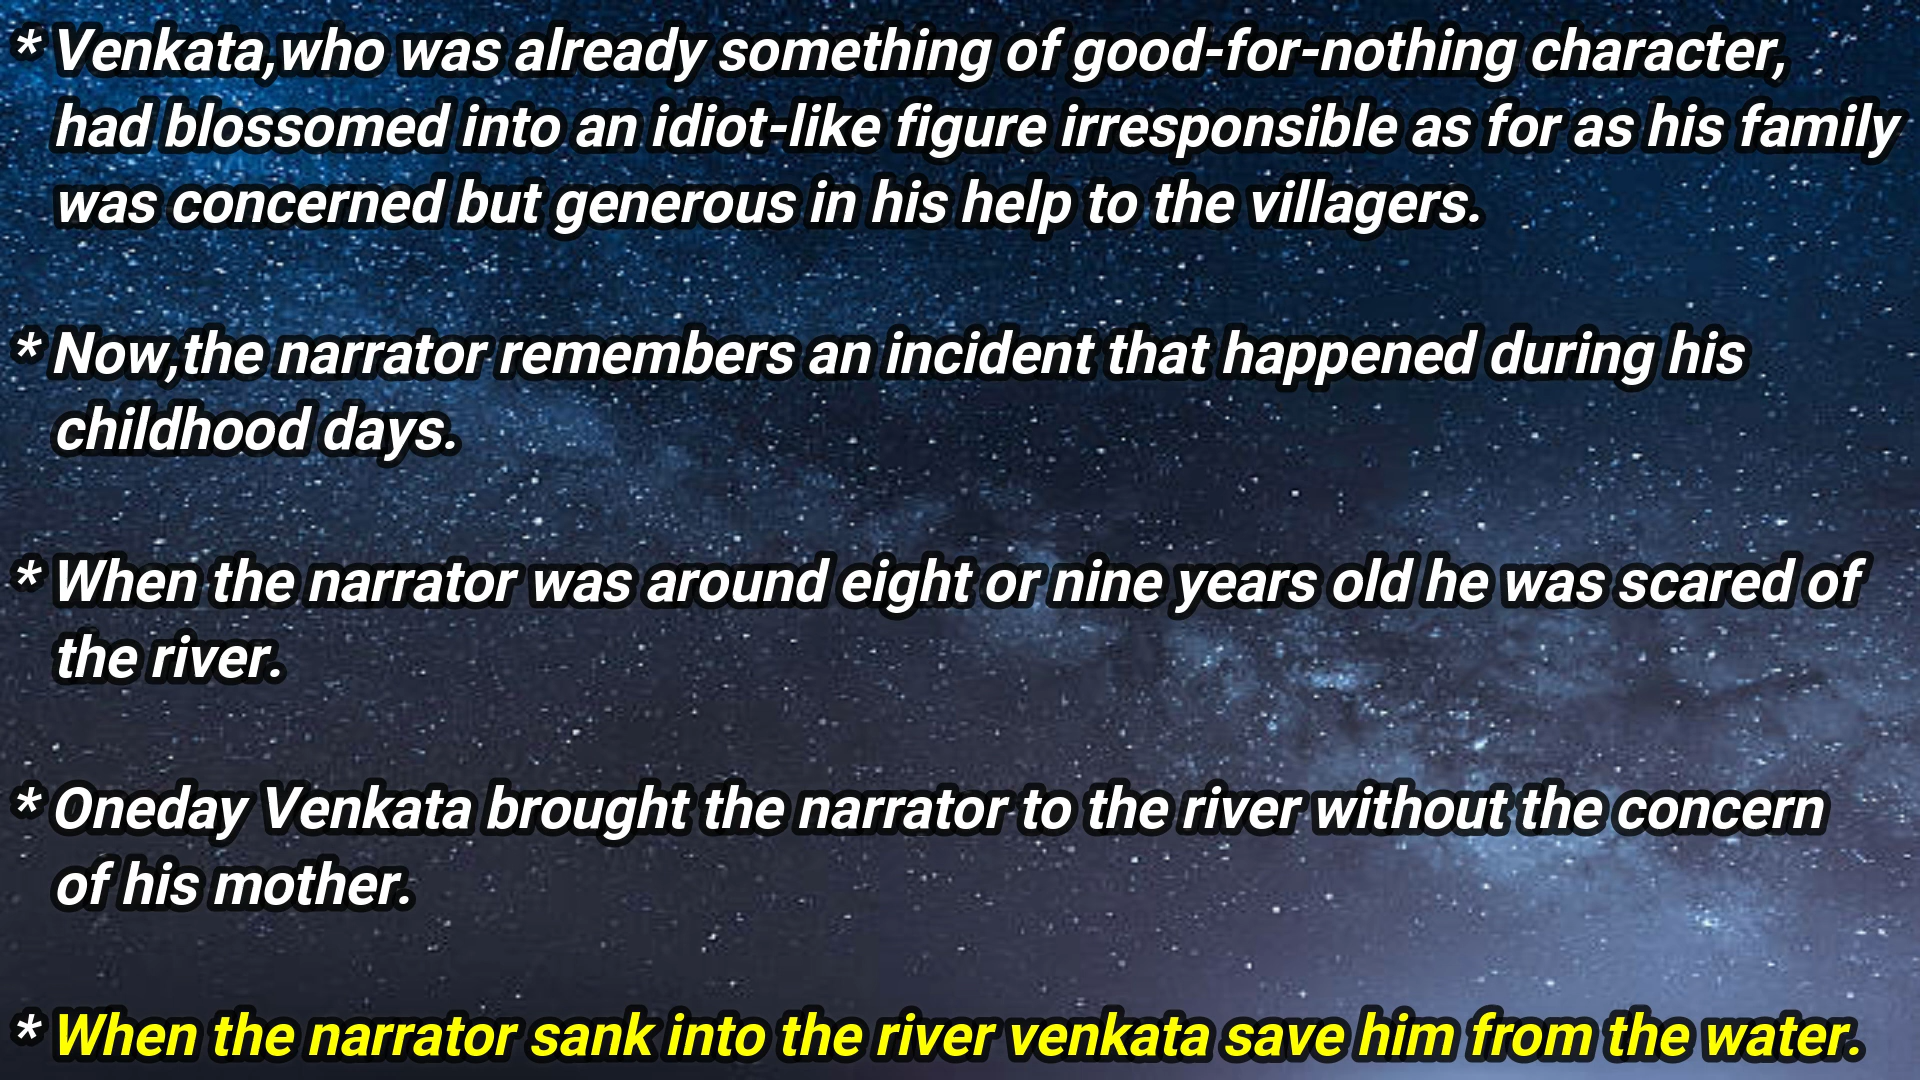 * Venkata,who was already something of good-for-nothing character,
had blossomed into an idiot-like figure irresponsible as for as his family
was concerned but generous in his help to the villagers.
* Now,the narrator remembers an incident that happened during his
childhood days.
* When the narrator was around eight or nine years old he was scared of
the river.
* Oneday Venkata brought the narrator to the river without the concern
of his mother.
* When the narrator sank into the river venkata save him from the water.